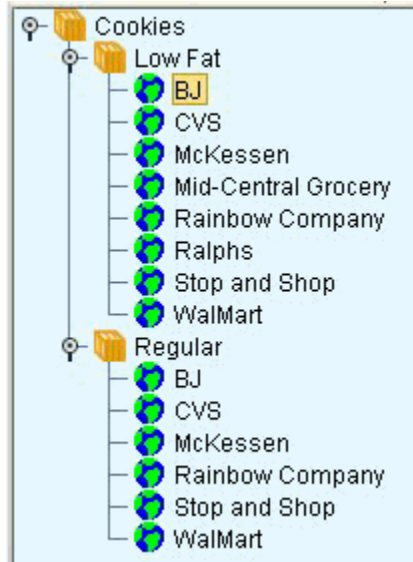 Cookies
Low Fat
BJ
CVS
McKessen
Mid-Central Grocery
Rainbow Company
Ralphs
Stop and Shop
WalMart
Regular
BJ
CVS
McKessen
Rainbow Company
Stop and Shop
WalMart